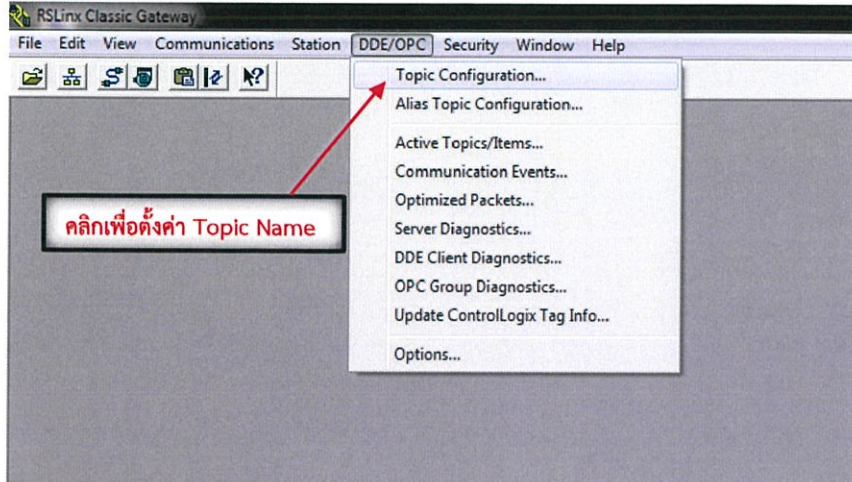 RSLinx Classic Gateway
File Edit View Communications Station DDE/OPC Security Window Help
Topic Configuration...
Alias Topic Configuration...
Active Topics/Items...
Communication Events...
Optimized Packets...
คลิกเพื่อตั้งค่า Topic Name
Server Diagnostics...
DDE Client Diagnostics...
OPC Group Diagnostics...
Update ControlLogix Tag Info...
Options...